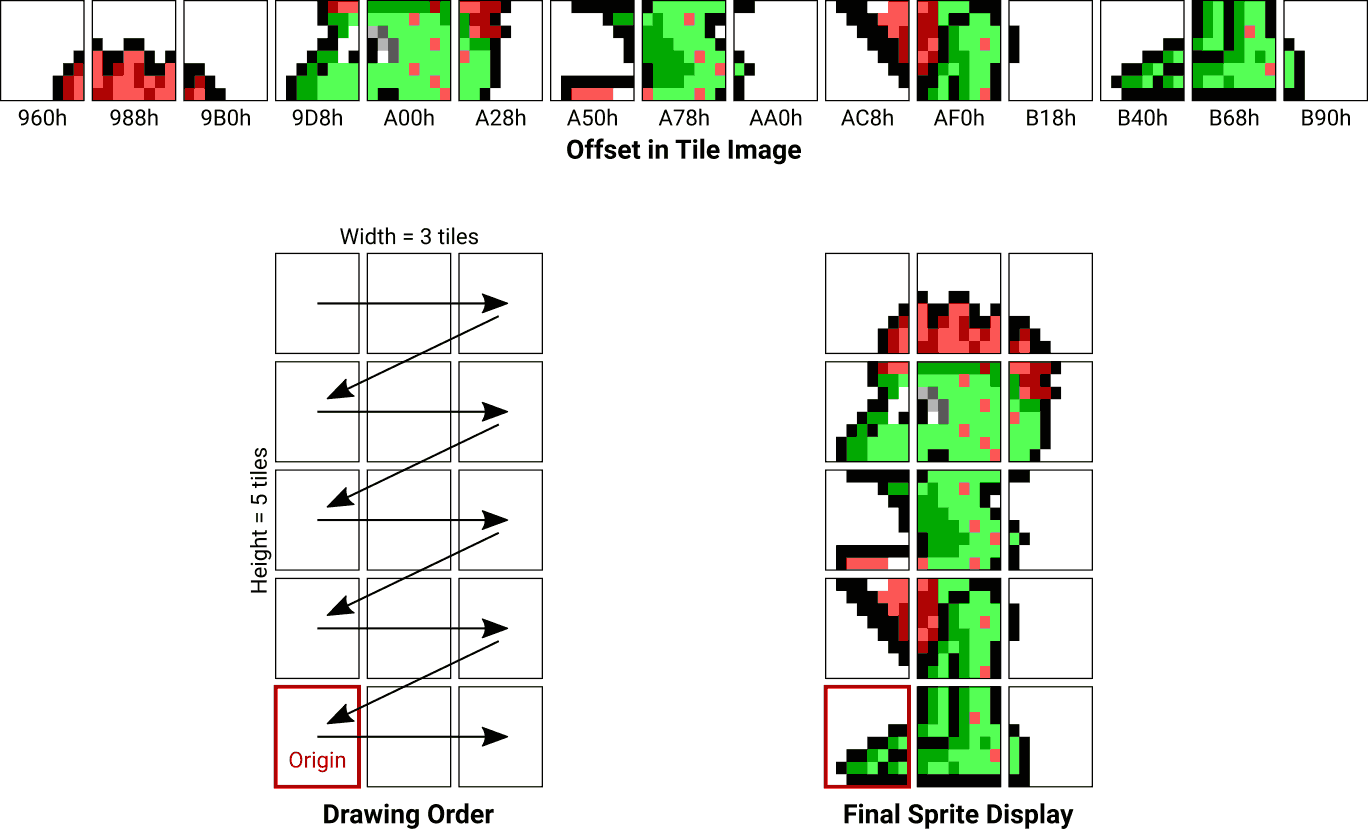 960h 988h 9B0h 9D8h A00h A28h A50h A78h AA0h AC8h AF0h B18h B40h B68h B90h
Offset in Tile Image
Width = 3 tiles
Height = 5 tiles
Origin
Drawing Order
Final Sprite Display